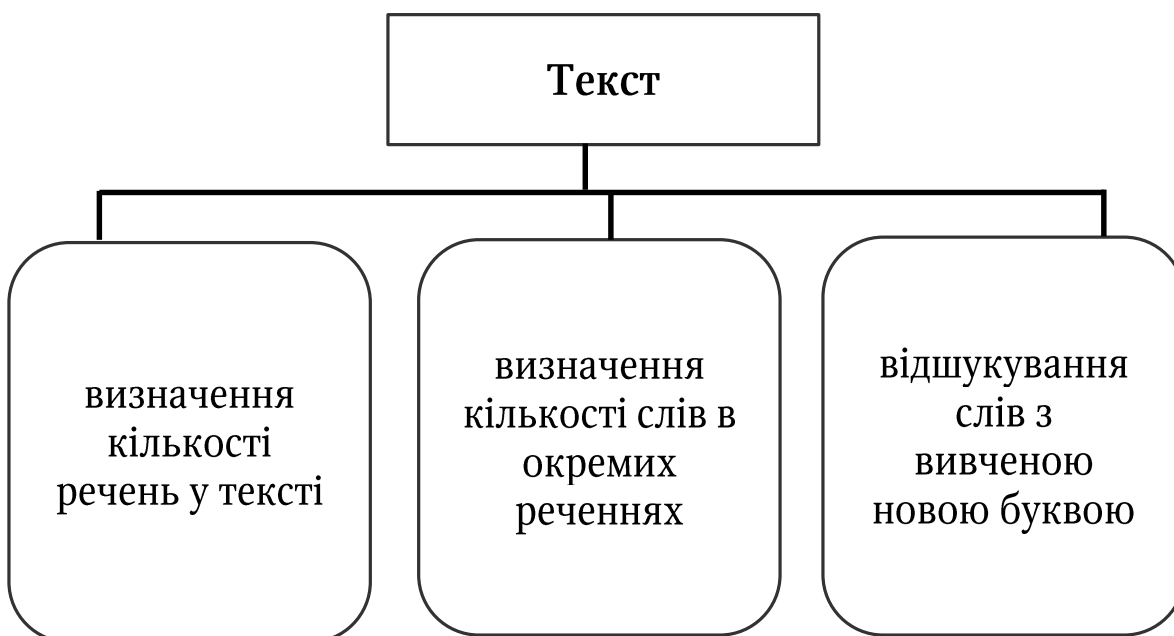 Текст
визначення
кількості
речень у тексті
визначення
кількості слів в
окремих
реченнях
відшукування
слів з
вивченою
новою буквою